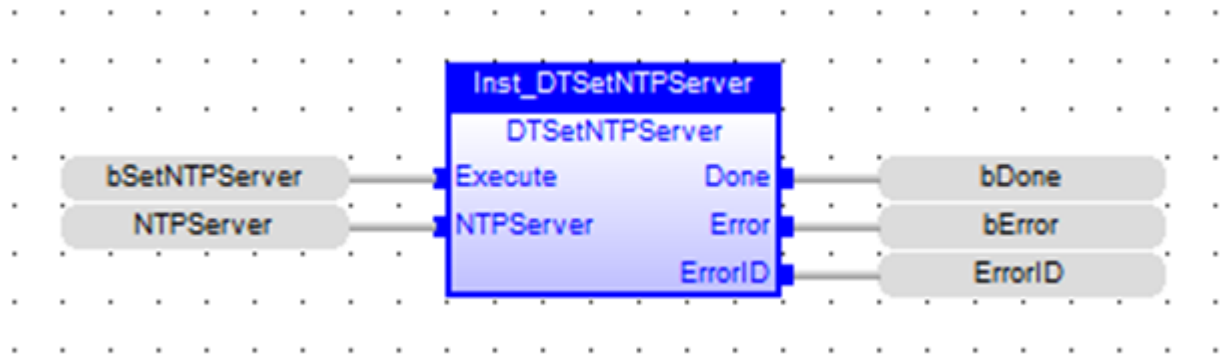 Inst_DTSetNTPServer
DTSetNTPServer
bSetNTPServer Execute Done bDone
NTPServer NTPServer Error bError
ErrorID ErrorID